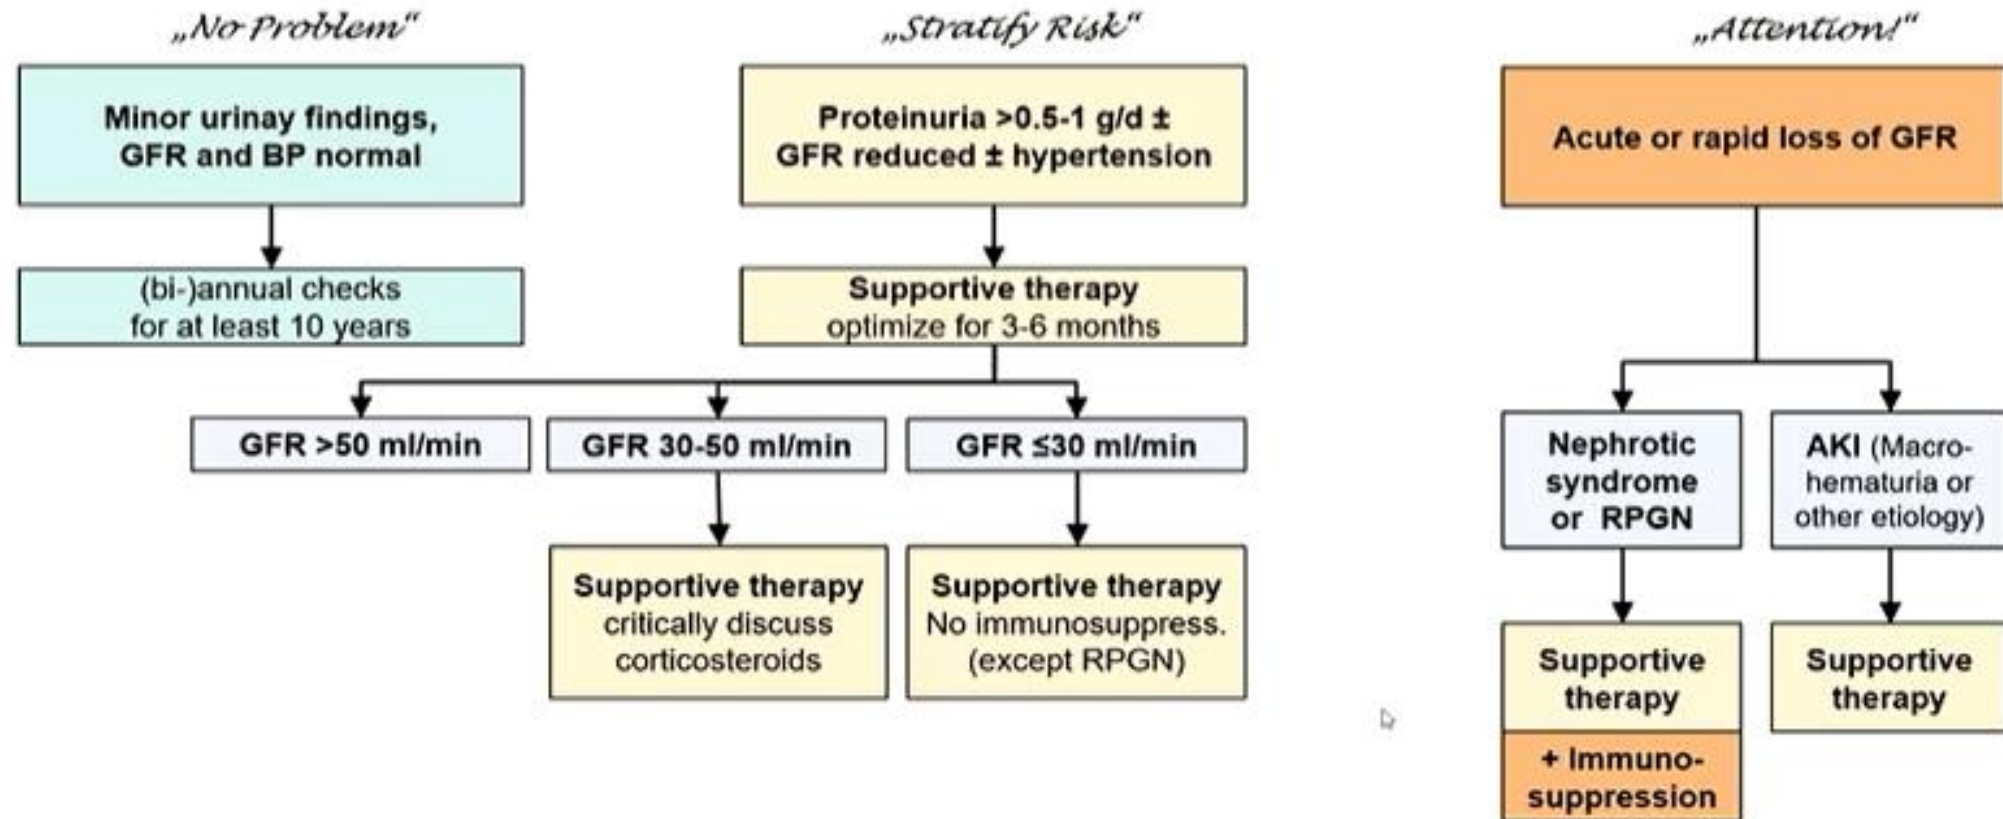 „No Problem“
„Stratify Risk“
„Attention!“
Minor urinay findings,
GFR and BP normal
Proteinuria >0.5-1 g/d ±
GFR reduced ± hypertension
Acute or rapid loss of GFR
(bi-)annual checks
for at least 10 years
Supportive therapy
optimize for 3-6 months
GFR >50 ml/min
GFR 30-50 ml/min
GFR ≤30 ml/min
Nephrotic
syndrome
or RPGN
AKI (Macro-
hematuria or
other etiology)
Supportive therapy
critically discuss
corticosteroids
Supportive therapy
No immunosuppress.
(except RPGN)
Supportive
therapy
+ Immuno-
suppression
Supportive
therapy